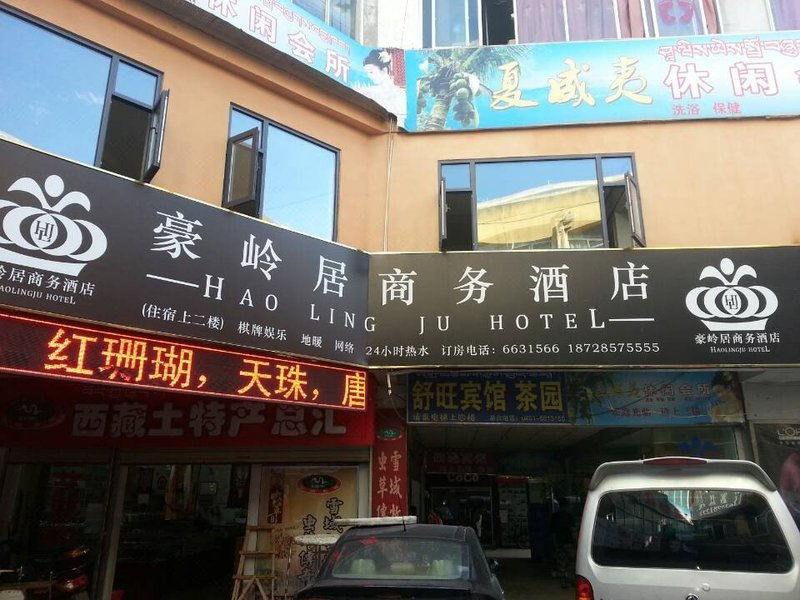 休闲会所
夏威夷休闲
洗浴 保健
豪岭居商务酒店
HAO LING JU HOTEL
(住宿上二楼) 棋牌娱乐 地暖 网络 24小时热水 订房电话：6631566 18728575555
岭居商务酒店
HAOLINGJU HOTEL
豪岭居商务酒店
HAOLINGJU HOTEL
红珊瑚，天珠，唐
西藏土特产总汇
舒旺宾馆 茶园
雪域
虫草